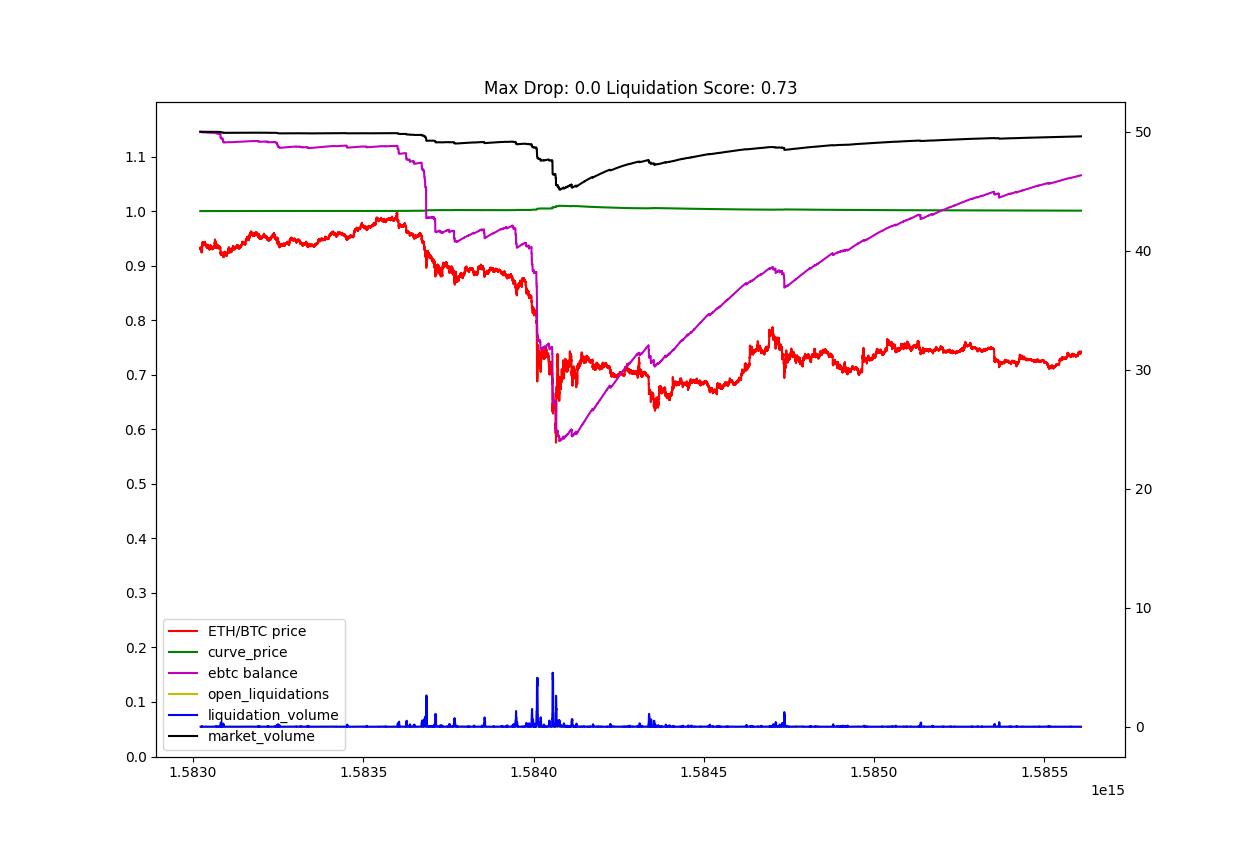 Max Drop: 0.0 Liquidation Score: 0.73
1.1
1.0
0.9
0.8
0.7
0.6
0.5
0.4
0.3
0.2
0.1
0.0
50
40
30
20
10
0
ETH/BTC price
curve_price
ebtc balance
open_liquidations
liquidation_volume
market_volume
1.5830 1.5835 1.5840 1.5845 1.5850 1.5855
1e15